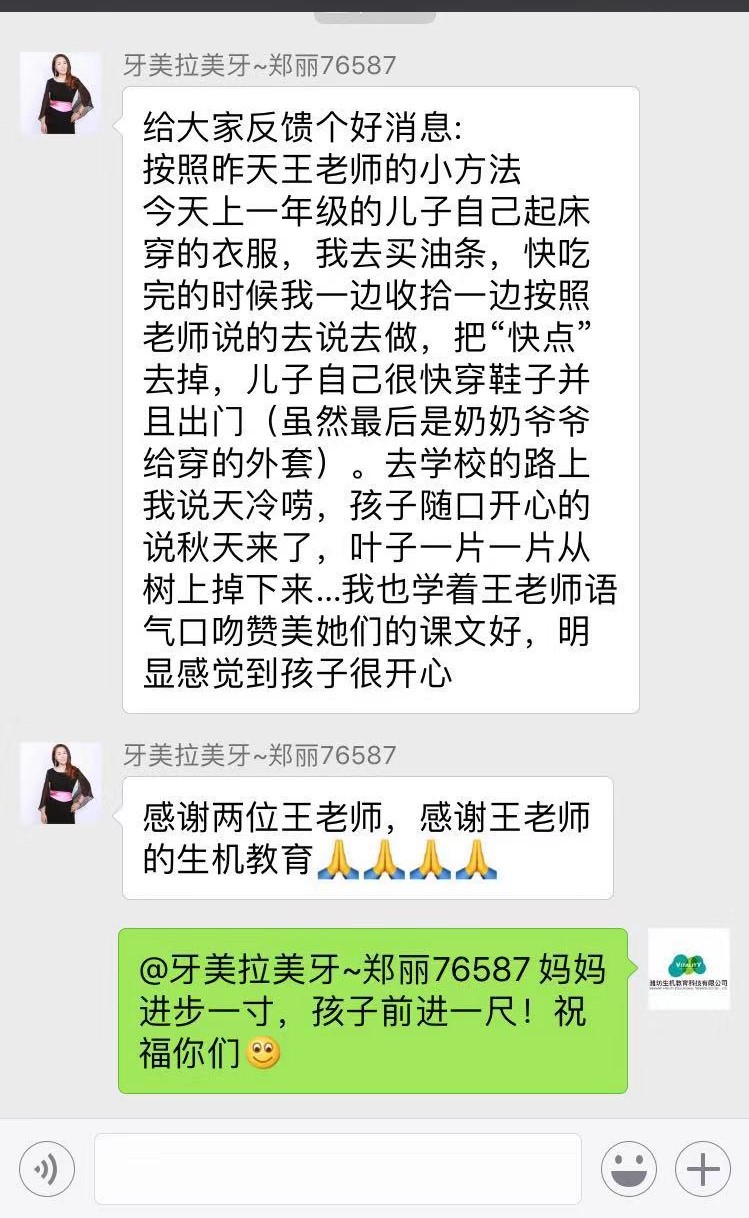 牙美拉美牙~郑丽76587
给大家反馈个好消息:
按照昨天王老师的小方法
今天上一年级的儿子自己起床
穿的衣服，我去买油条，快吃
完的时候我一边收拾一边按照
老师说的去说去做，把“快点”
去掉，儿子自己很快穿鞋子并
且出门（虽然最后是奶奶爷爷
给穿的外套）。去学校的路上
我说天冷唠，孩子随口开心的
说秋天来了，叶子一片一片从
树上掉下来...我也学着王老师语
气口吻赞美她们的课文好，明
显感觉到孩子很开心
牙美拉美牙~郑丽76587
感谢两位王老师，感谢王老师
的生机教育🙏🙏🙏🙏
@牙美拉美牙~郑丽76587 妈妈
进步一寸，孩子前进一尺！祝
福你们🙂
VITALITY
潍坊生机教育科技有限公司